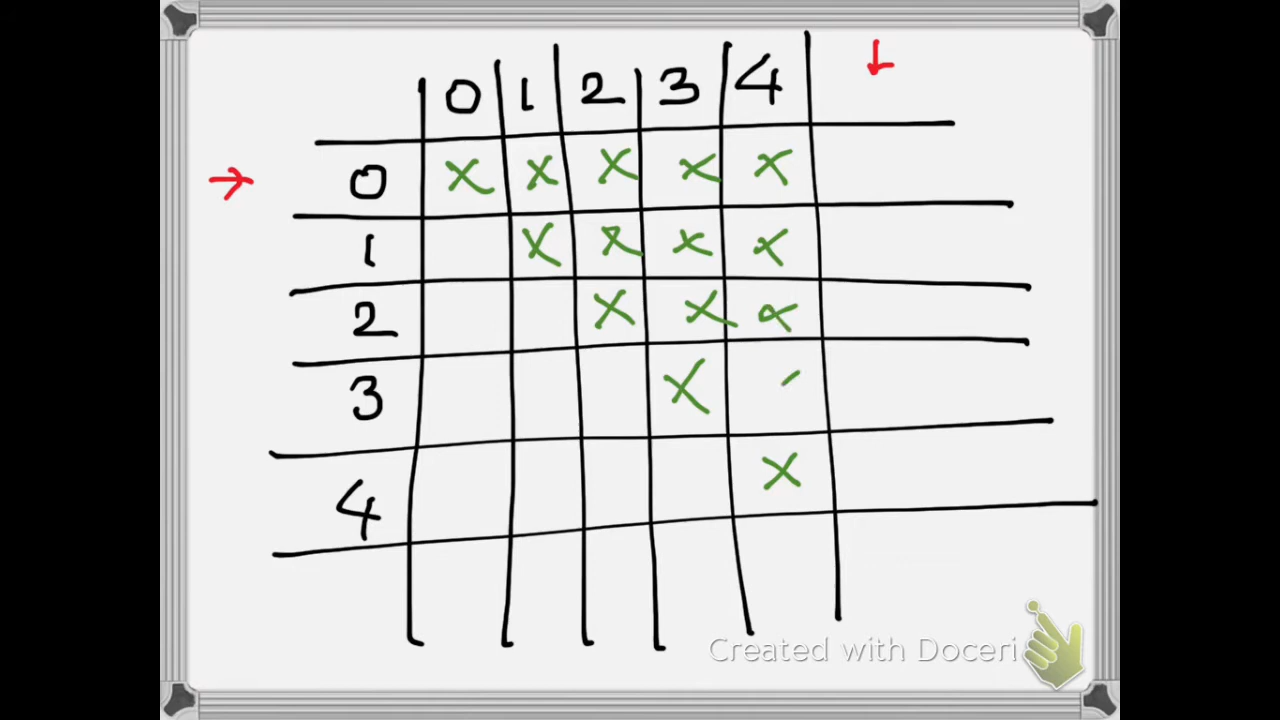 0 1 2 3 4
0 x x x x x
1 x x x x
2 x x x
3 x
4 x
Created with Doceri